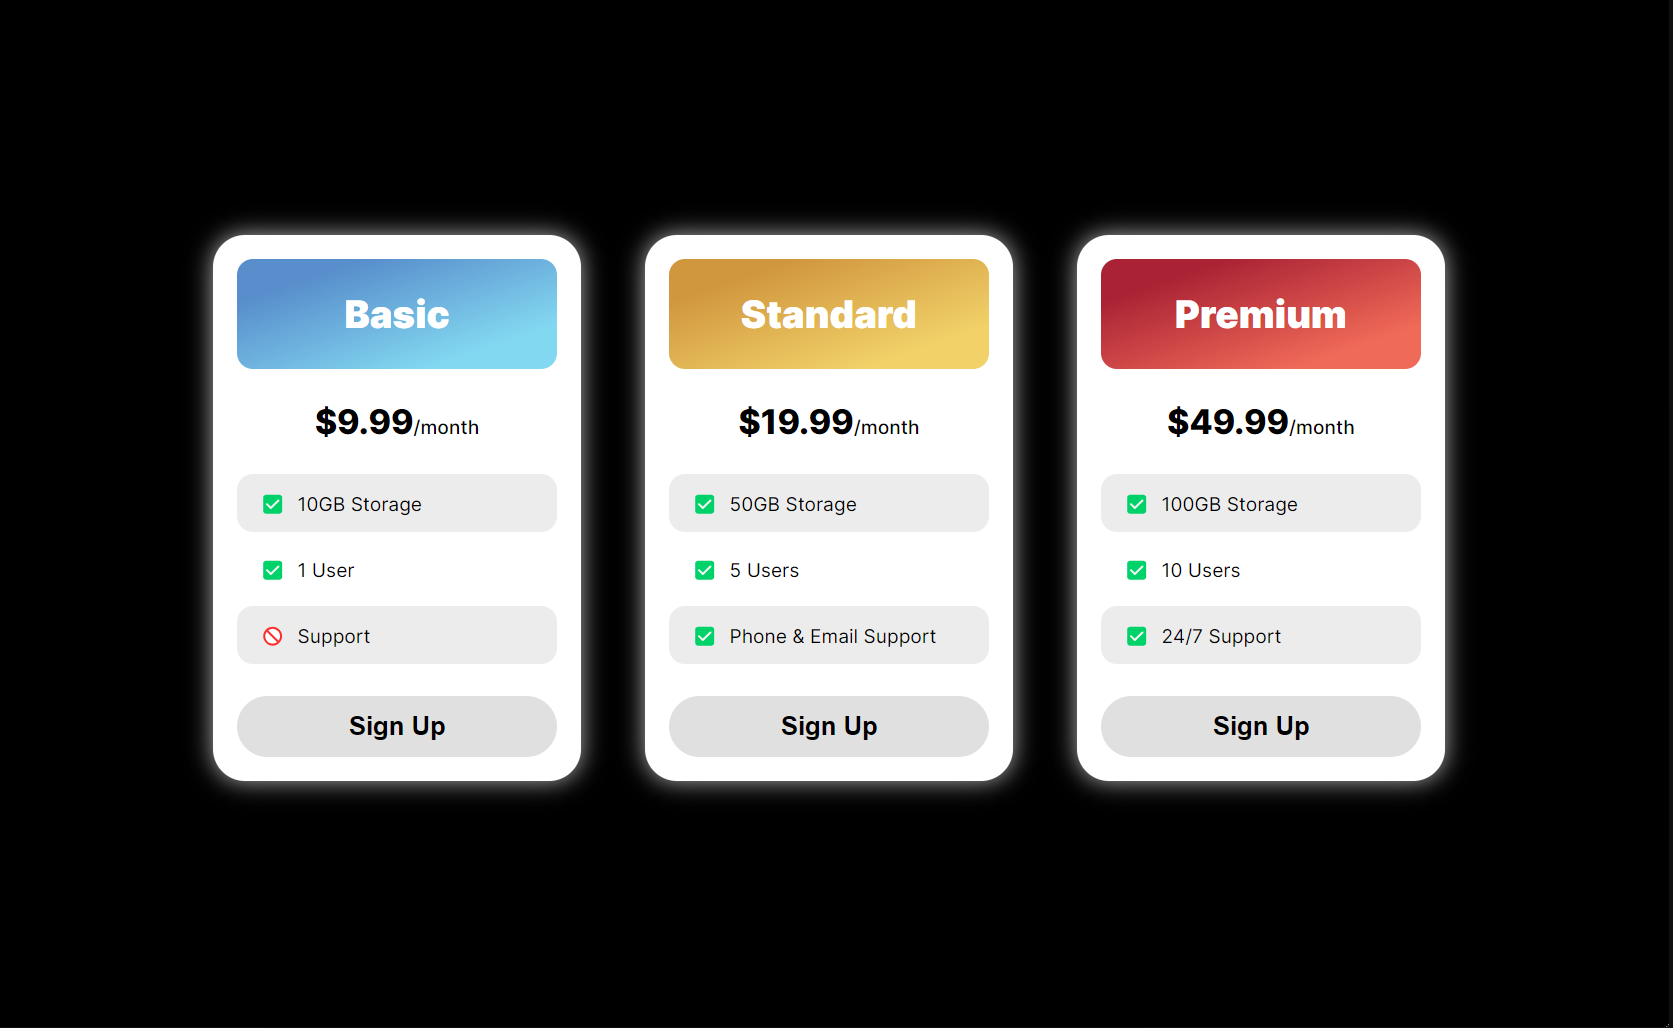 Basic
$9.99/month
10GB Storage
1 User
Support
Sign Up
Standard
$19.99/month
50GB Storage
5 Users
Phone & Email Support
Sign Up
Premium
$49.99/month
100GB Storage
10 Users
24/7 Support
Sign Up